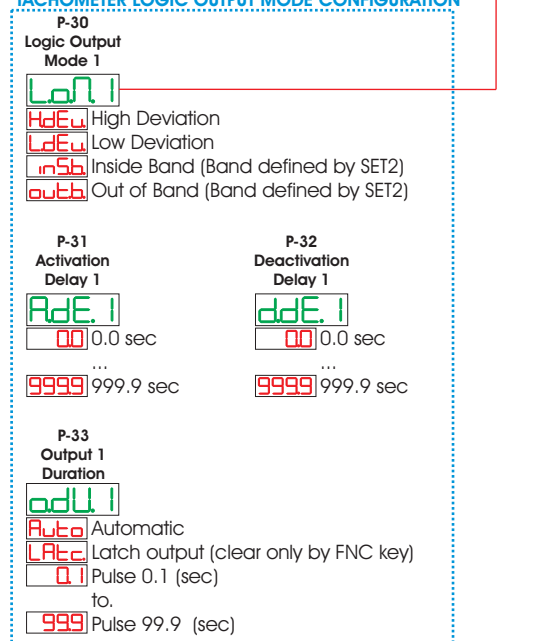 TACHOMETER LOGIC OUTPUT MODE CONFIGURATION
P-30
Logic Output
Mode 1
L.o.M. 1
HdEu High Deviation
LdEu Low Deviation
inSb. Inside Band (Band defined by SET2)
outb. Out of Band (Band defined by SET2)
P-31
Activation
Delay 1
A.dE. 1
0.0 0.0 sec
...
999.9 999.9 sec
P-32
Deactivation
Delay 1
d.dE. 1
0.0 0.0 sec
...
999.9 999.9 sec
P-33
Output 1
Duration
o.dU. 1
Auto Automatic
LAtc. Latch output (clear only by FNC key)
0.1 Pulse 0.1 (sec)
to.
99.9 Pulse 99.9 (sec)